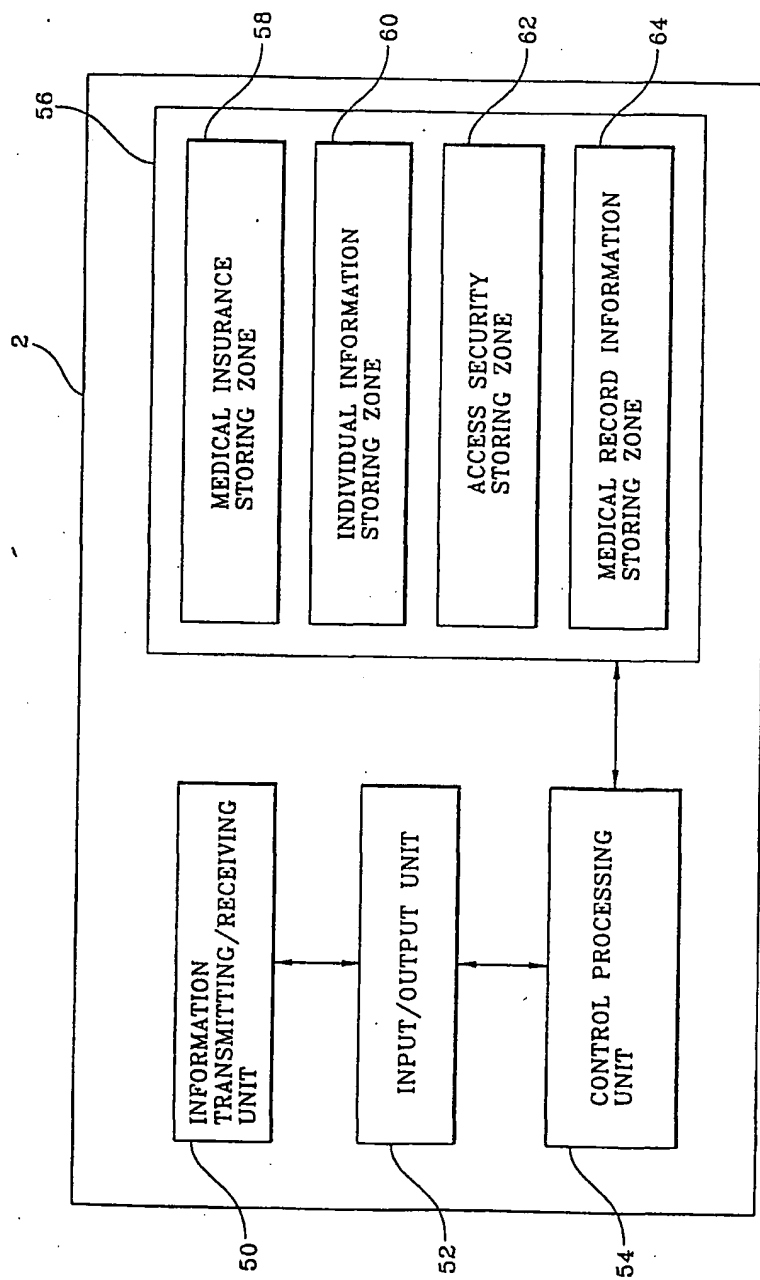 2
56
INFORMATION
TRANSMITTING/RECEIVING
UNIT
50
INPUT/OUTPUT UNIT
52
CONTROL PROCESSING
UNIT
54
MEDICAL INSURANCE
STORING ZONE
58
INDIVIDUAL INFORMATION
STORING ZONE
60
ACCESS SECURITY
STORING ZONE
62
MEDICAL RECORD INFORMATION
STORING ZONE
64